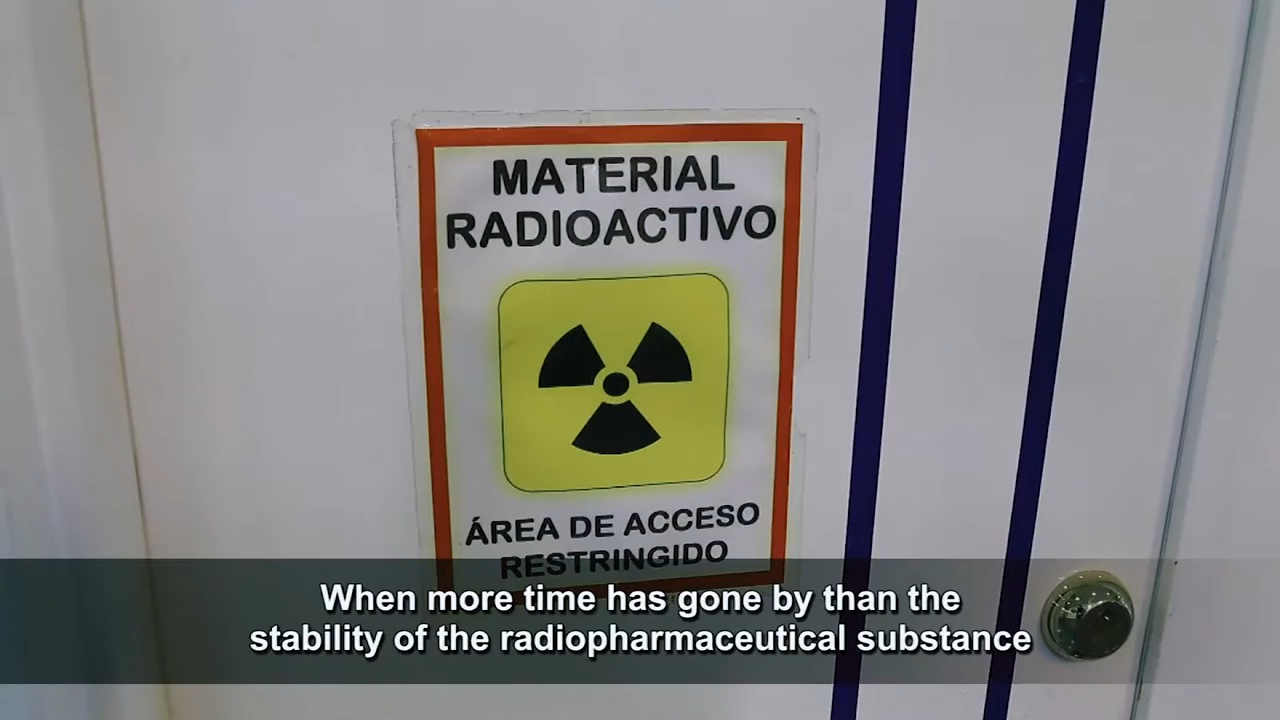 MATERIAL
RADIOACTIVO
ÁREA DE ACCESO
RESTRINGIDO
When more time has gone by than the
stability of the radiopharmaceutical substance